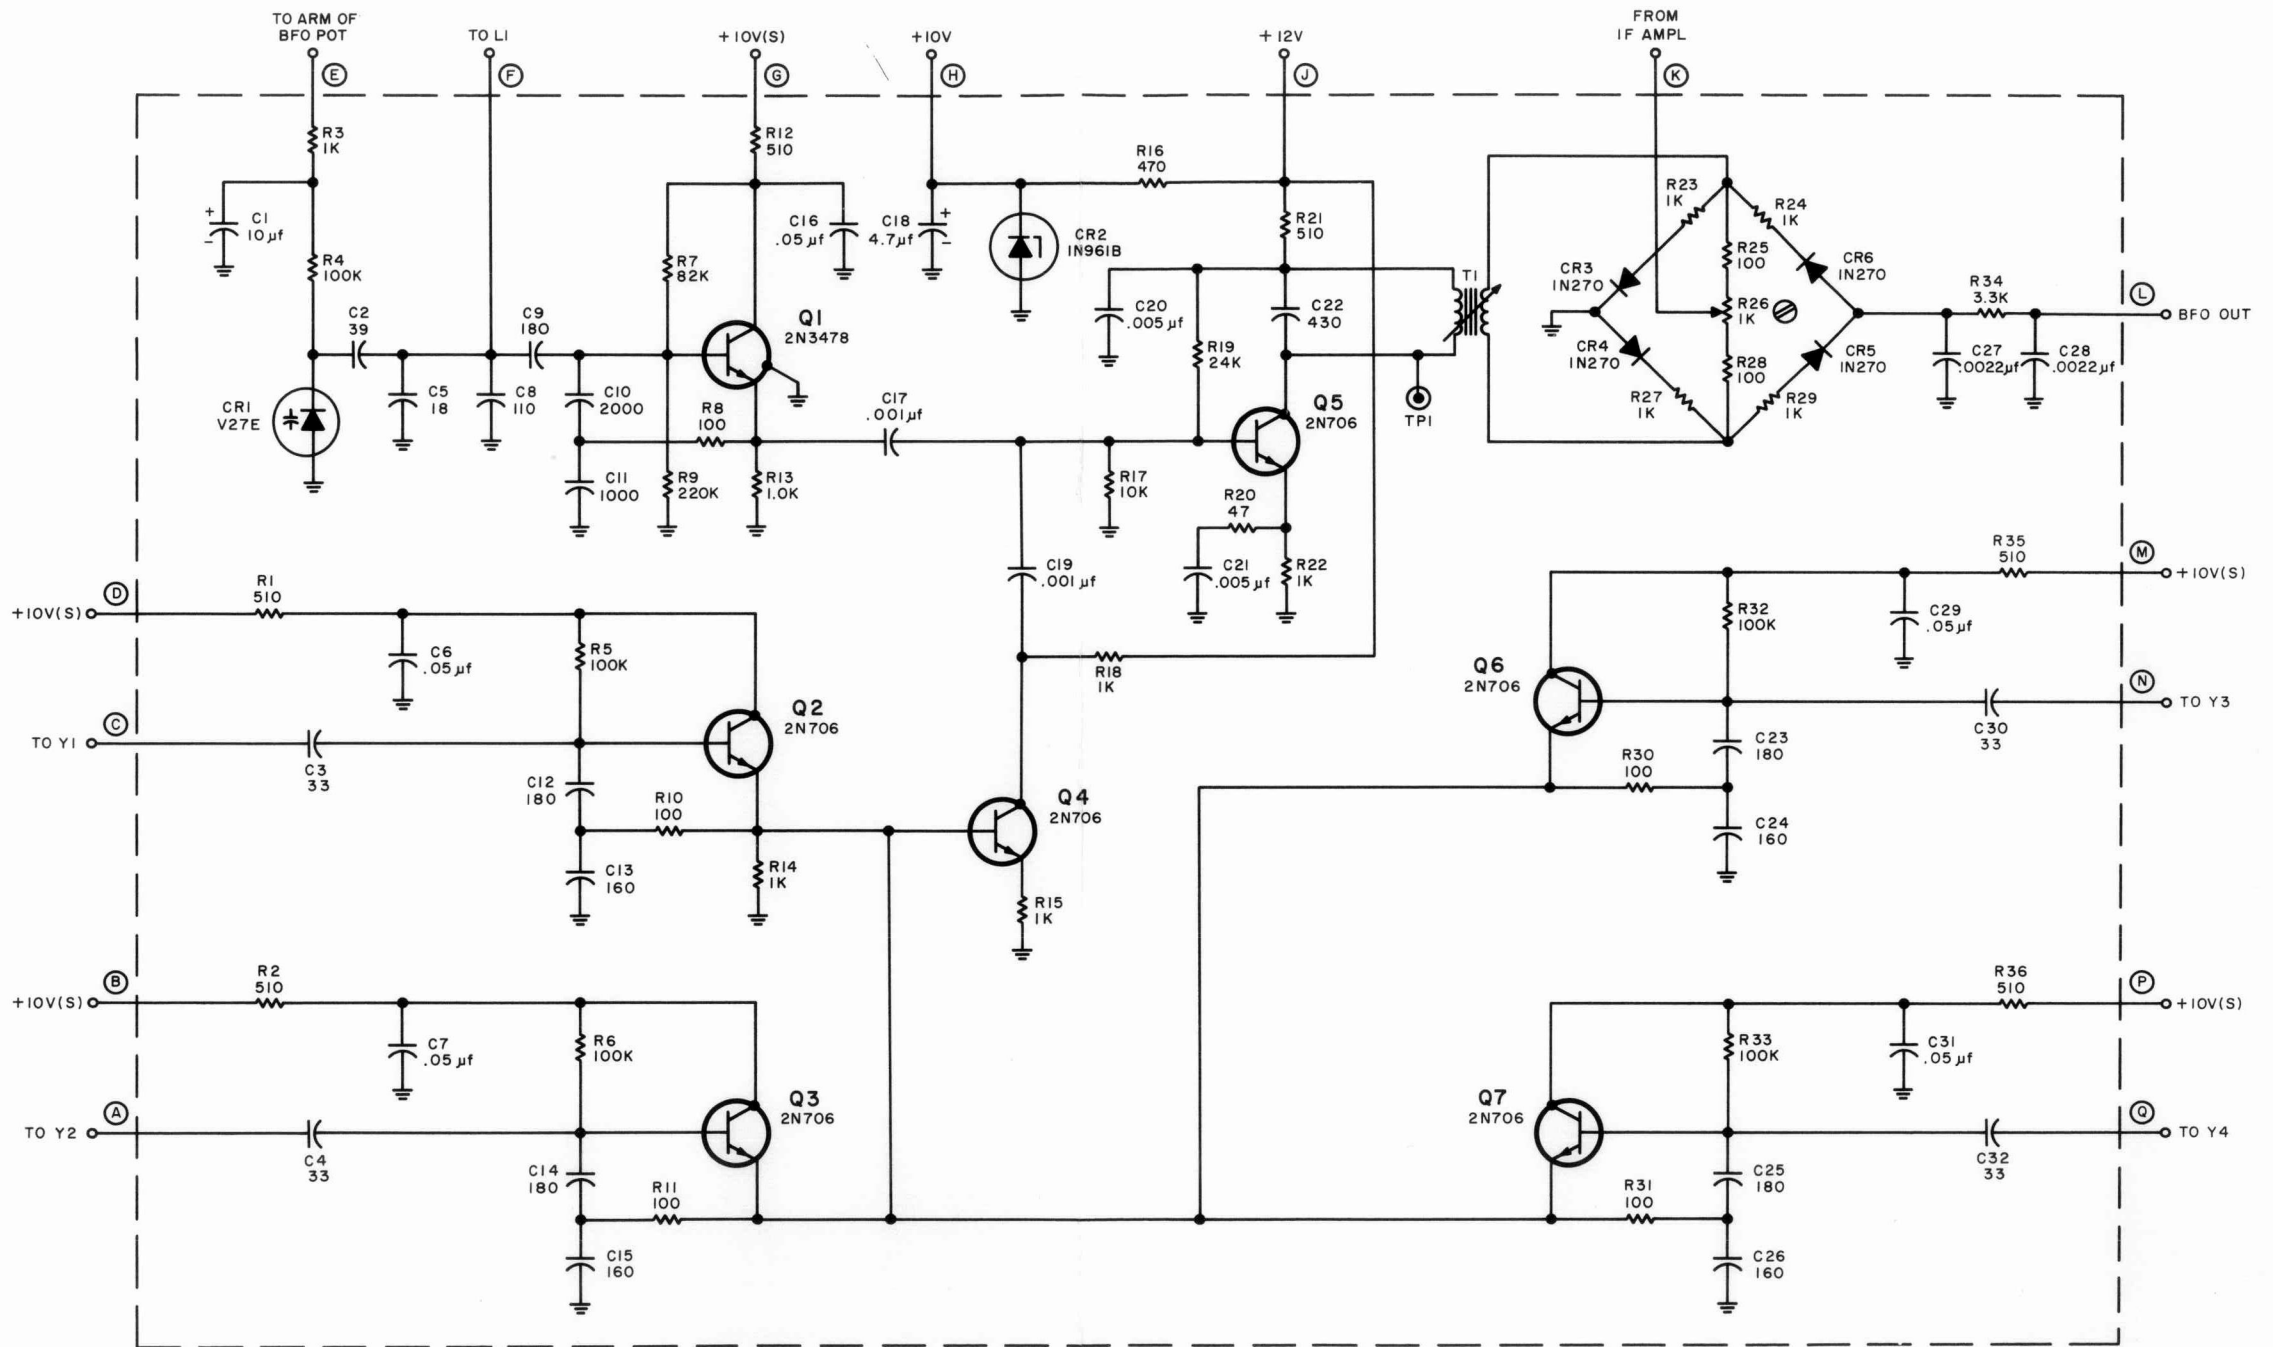 TO ARM OF
BFO POT
TO L1
+10V(S)
+10V
+12V
FROM
IF AMPL
E
F
G
H
J
K
R3
1K
R12
510
R16
470
C1
10µf
+
-
R4
100K
R7
82K
C16
.05µf
C18
4.7µf
+
-
CR2
1N961B
R21
510
R23
1K
R24
1K
R25
100
CR3
1N270
CR6
1N270
T1
R26
1K
R34
3.3K
L
BFO OUT
C2
39
C9
180
Q1
2N3478
C20
.005µf
C22
430
R19
24K
CR4
1N270
R28
100
CR5
1N270
C27
.0022µf
C28
.0022µf
R27
1K
R29
1K
CR1
V27E
C5
18
C8
110
C10
2000
R8
100
C17
.001µf
Q5
2N706
TP1
C11
1000
R9
220K
R13
1.0K
R17
10K
R20
47
C19
.001µf
C21
.005µf
R22
1K
R35
510
M
+10V(S)
D
+10V(S)
R1
510
C6
.05µf
R5
100K
R18
1K
R32
100K
C29
.05µf
Q6
2N706
N
TO Y3
C
TO Y1
C3
33
Q2
2N706
C12
180
R10
100
Q4
2N706
R30
100
C23
180
C30
33
C24
160
C13
160
R14
1K
R15
1K
B
+10V(S)
R2
510
R36
510
P
+10V(S)
C7
.05µf
R6
100K
R33
100K
C31
.05µf
A
TO Y2
C4
33
Q3
2N706
Q7
2N706
Q
TO Y4
C32
33
C14
180
R11
100
R31
100
C25
180
C15
160
C26
160